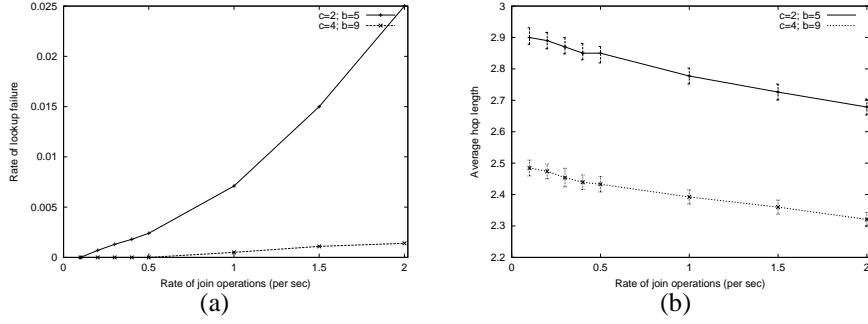 0.025
0.02
0.015
0.01
0.005
0
0
0.5
1
1.5
2
Rate of lookup failure
Rate of join operations (per sec)
c=2; b=5
c=4; b=9
(a)
3
2.9
2.8
2.7
2.6
2.5
2.4
2.3
2.2
0
0.5
1
1.5
2
Average hop length
Rate of join operations (per sec)
c=2; b=5
c=4; b=9
(b)